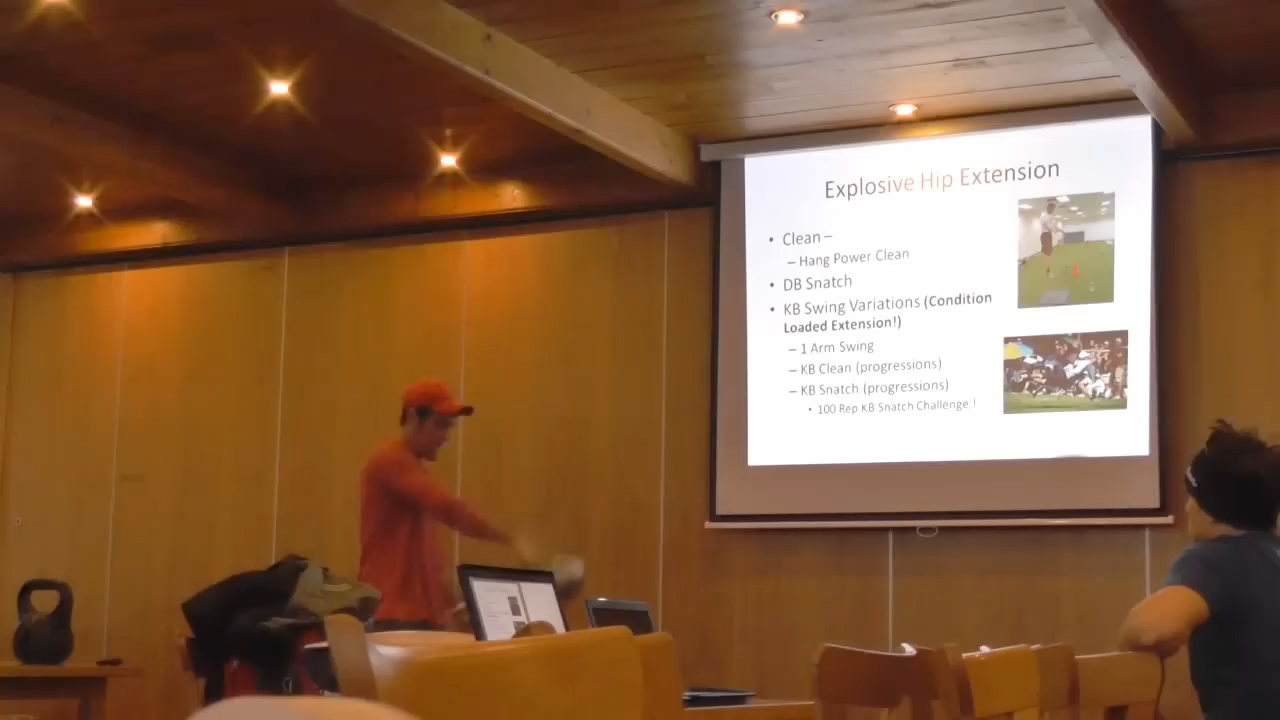 Explosive Hip Extension
• Clean –
– Hang Power Clean
• DB Snatch
• KB Swing Variations (Condition
Loaded Extension!)
– 1 Arm Swing
– KB Clean (progressions)
– KB Snatch (progressions)
• 100 Rep KB Snatch Challenge !